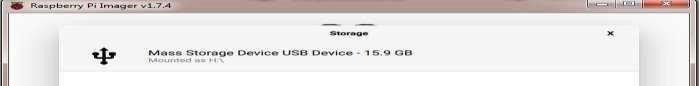 Raspberry Pi Imager v1.7.4
Storage
Mass Storage Device USB Device - 15.9 GB
Mounted as H:\